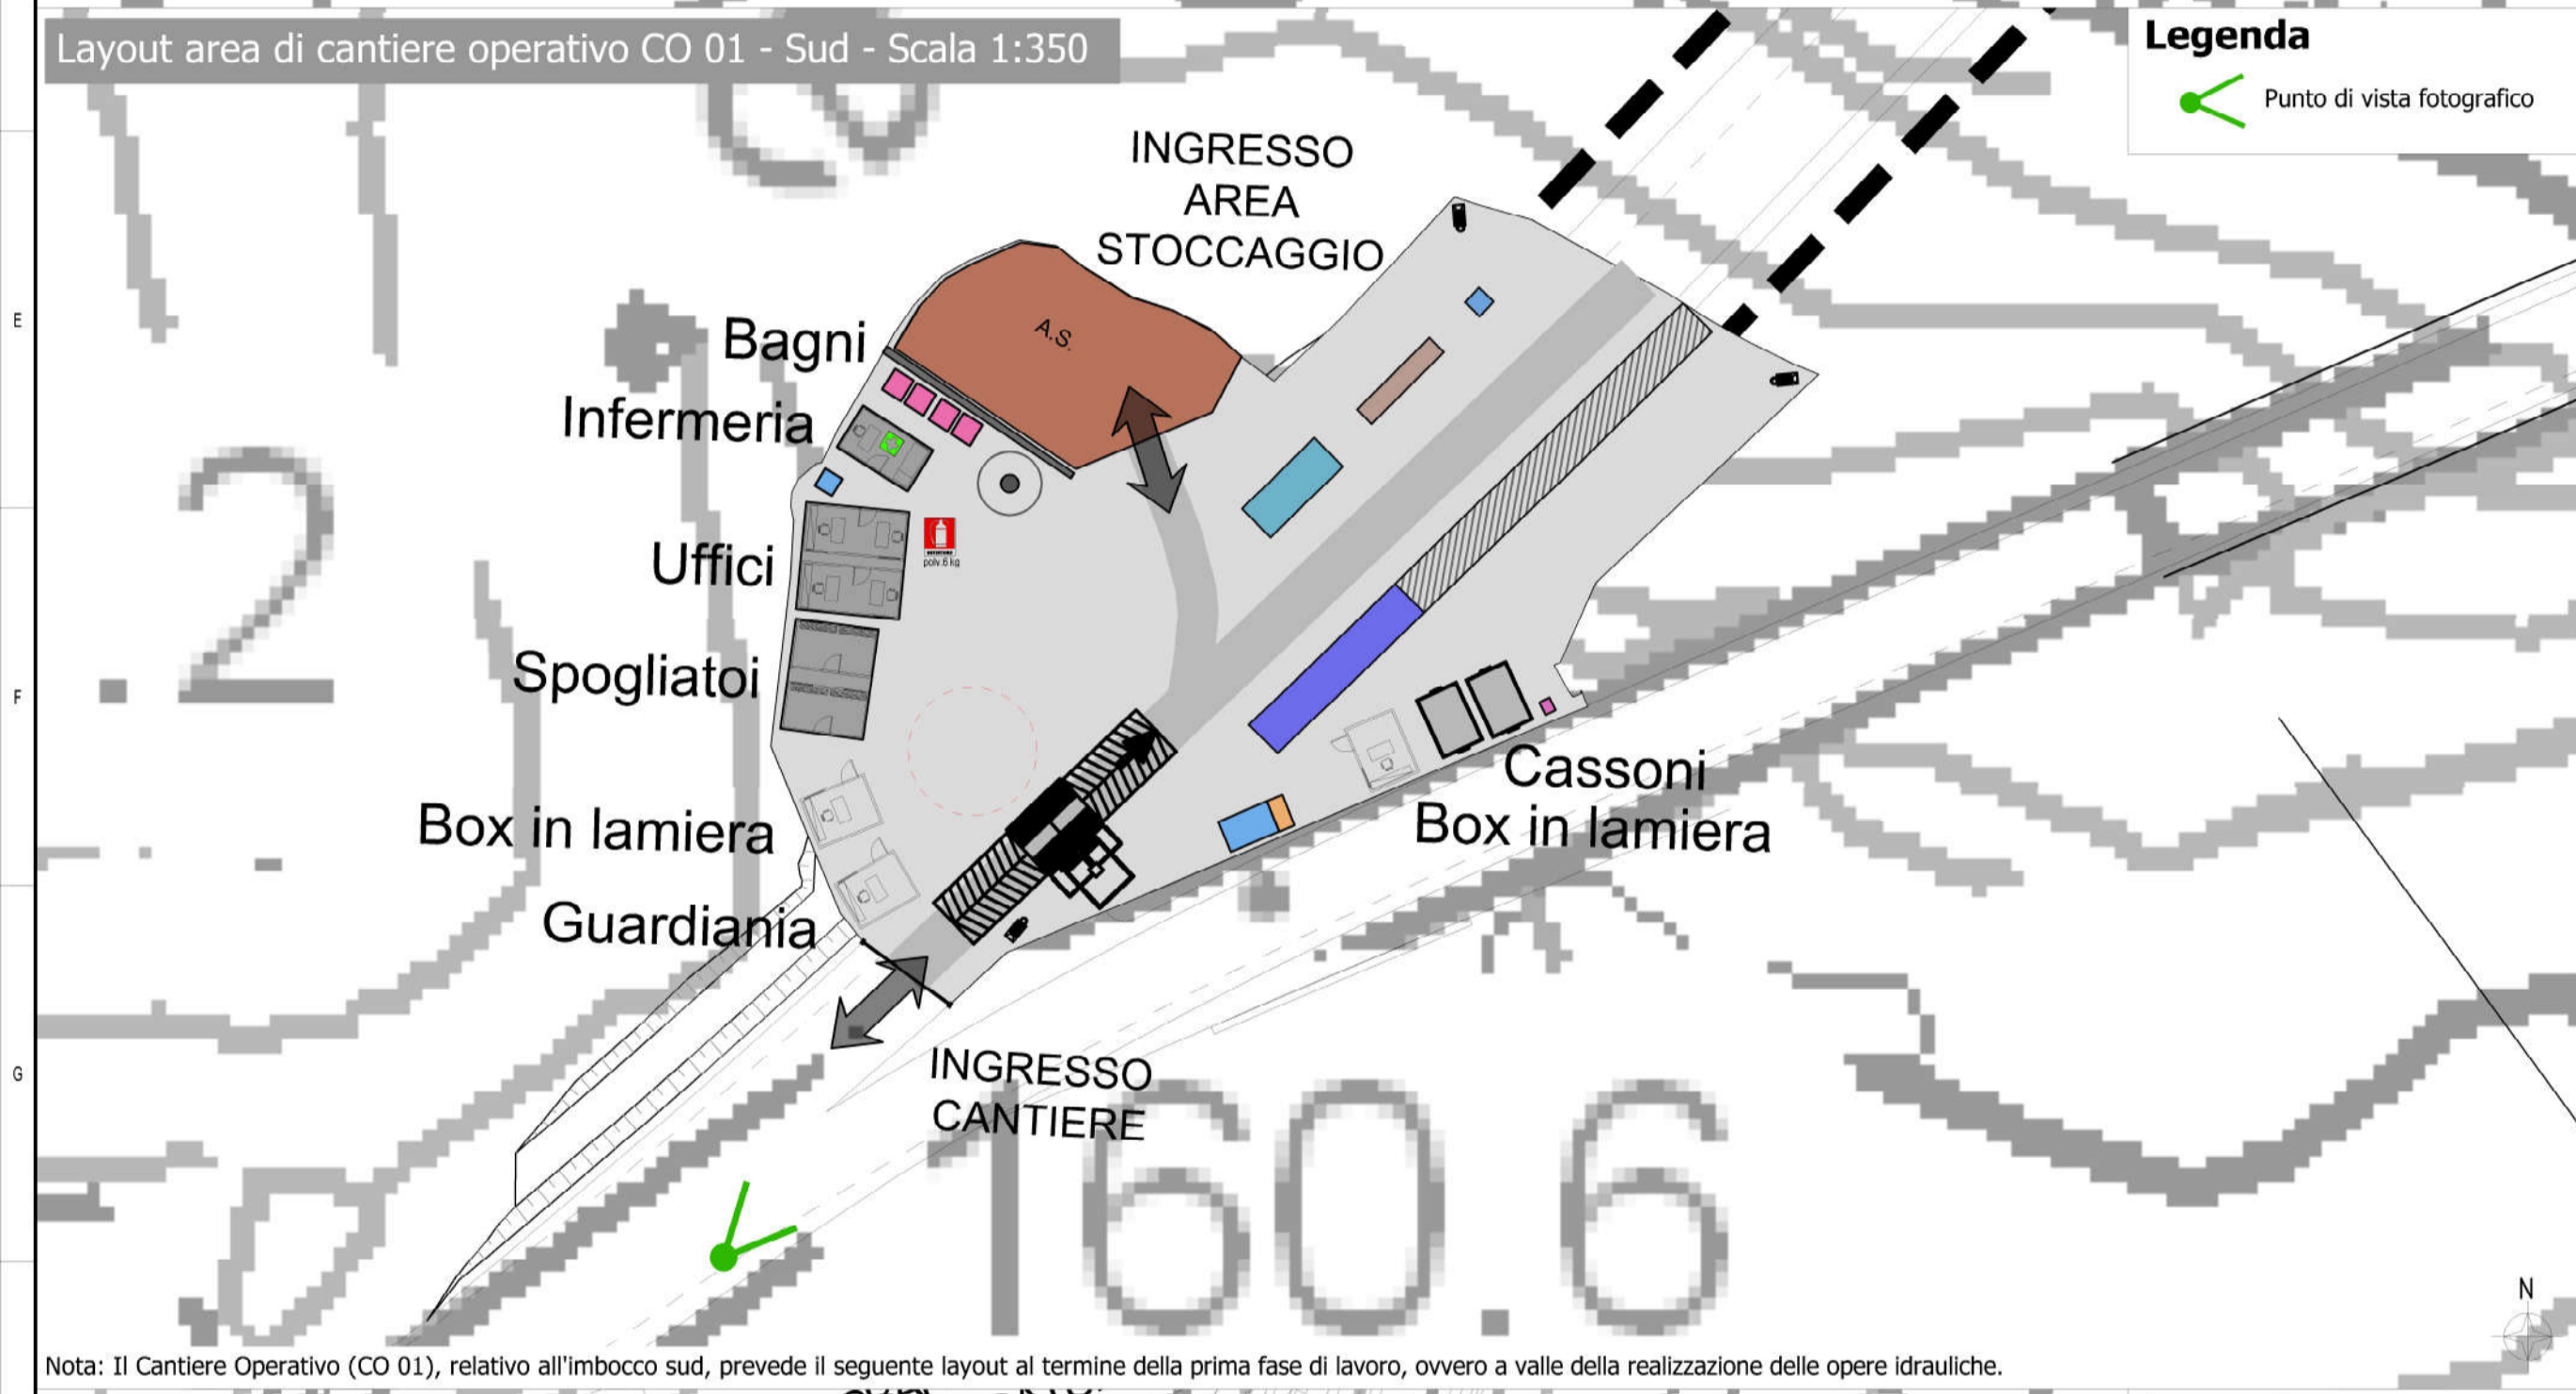 Layout area di cantiere operativo CO 01 - Sud - Scala 1:350
Legenda
Punto di vista fotografico
INGRESSO
AREA
STOCCAGGIO
E
A.S.
Bagni
Infermeria
Uffici
polv.6 kg
.2
Spogliatoi
F
Cassoni
Box in lamiera
Box in lamiera
Guardiania
INGRESSO
CANTIERE
G
160.6
N
Nota: Il Cantiere Operativo (CO 01), relativo all'imbocco sud, prevede il seguente layout al termine della prima fase di lavoro, ovvero a valle della realizzazione delle opere idrauliche.